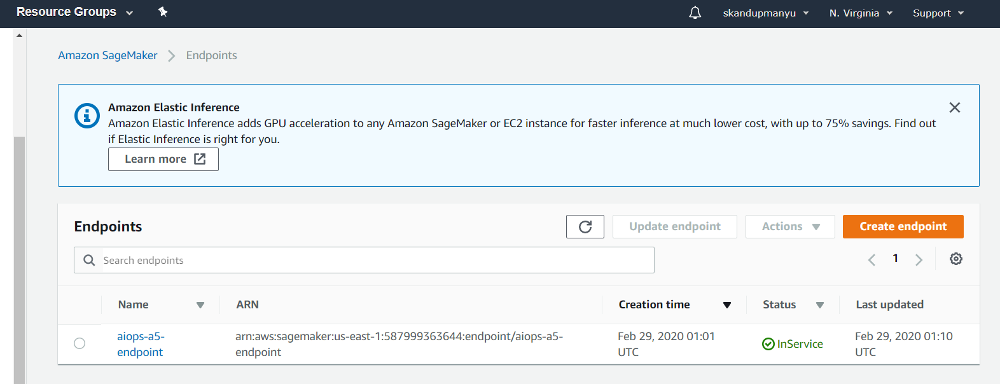 Resource Groups
skandupmanyu N. Virginia Support
Amazon SageMaker Endpoints
Amazon Elastic Inference
Amazon Elastic Inference adds GPU acceleration to any Amazon SageMaker or EC2 instance for faster inference at much lower cost, with up to 75% savings. Find out
if Elastic Inference is right for you.
Learn more
Endpoints
Update endpoint Actions Create endpoint
Search endpoints
1
Name ARN Creation time Status Last updated
aiops-a5- arn:aws:sagemaker:us-east-1:587999363644:endpoint/aiops-a5- Feb 29, 2020 01:01 InService Feb 29, 2020 01:10
endpoint endpoint UTC UTC